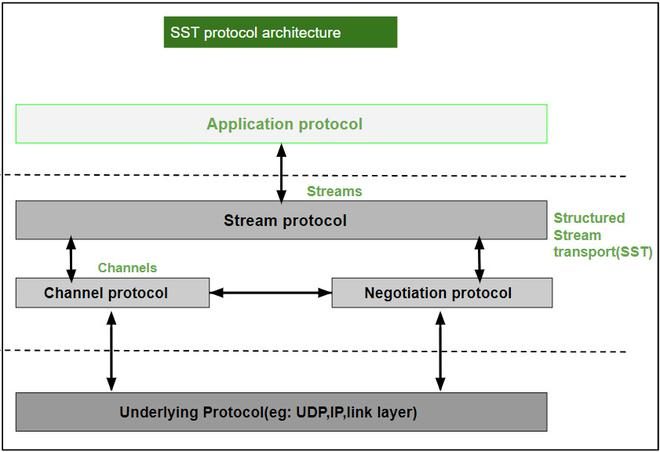 SST protocol architecture
Application protocol
Streams
Stream protocol
Structured
Stream
transport(SST)
Channels
Channel protocol
Negotiation protocol
Underlying Protocol(eg: UDP,IP,link layer)